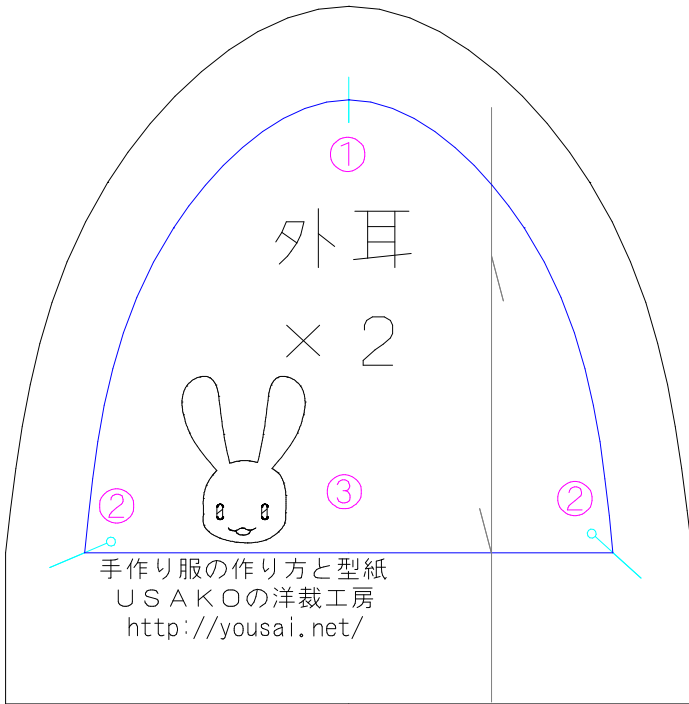 ①
外耳
× 2
③
② ②
手作り服の作り方と型紙
USAKOの洋裁工房
http://yousai.net/